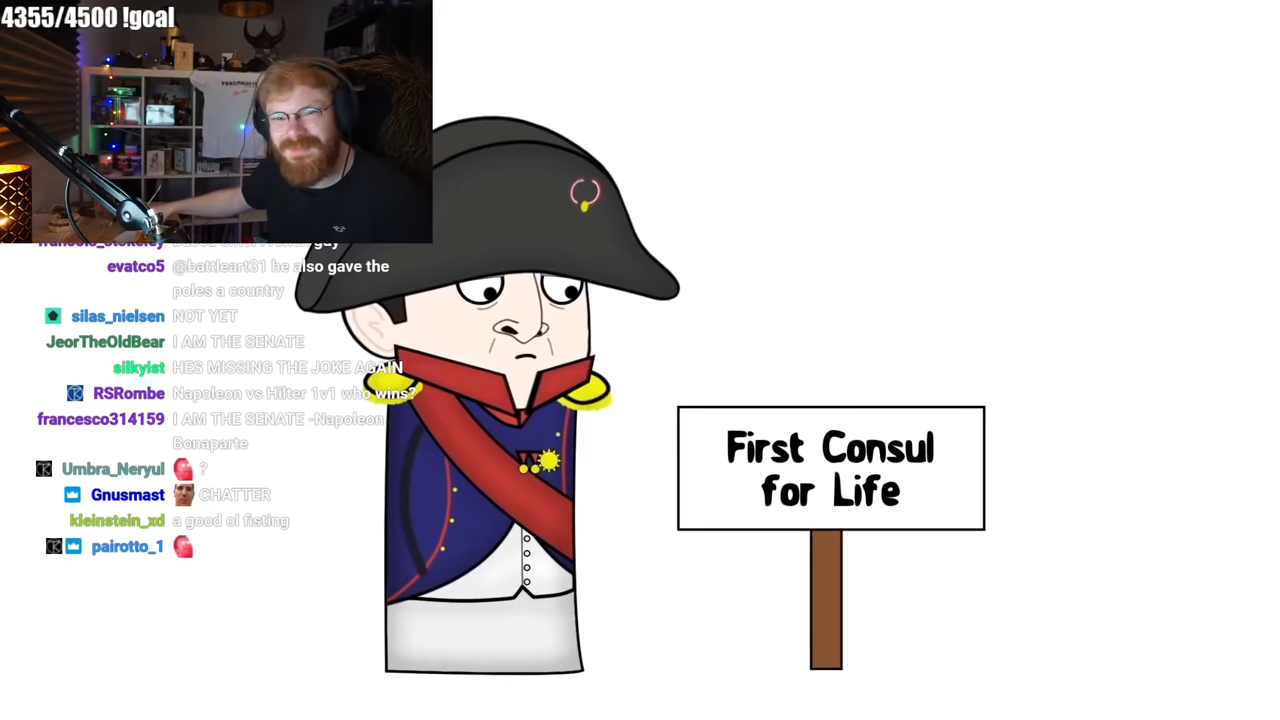 4355/4500 !goal
evatco5 @battleart31 he also gave the
poles a country
silas_nielsen NOT YET
JeorTheOldBear I AM THE SENATE
silkyist HES MISSING THE JOKE AGAIN
RSRombe Napoleon vs Hilter 1v1 who wins?
francesco314159 I AM THE SENATE -Napoleon
Bonaparte
Umbra_Neryul ?
Gnusmast CHATTER
kleinstein_xd a good ol fisting
pairotto_1
First Consul
for Life